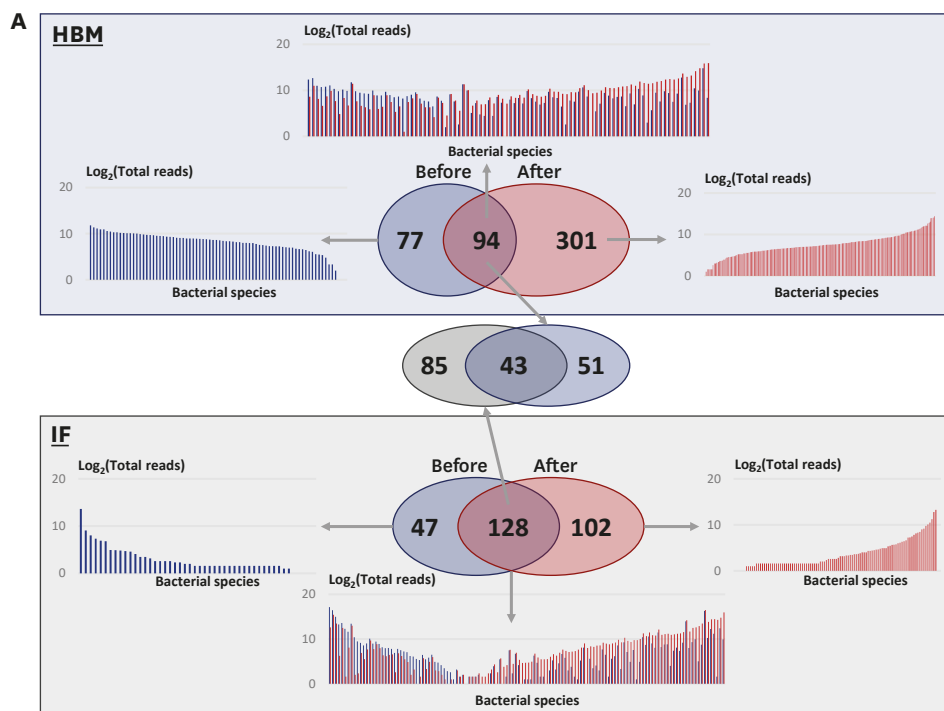 A
HBM
Log2(Total reads)
20
10
0
Bacterial species
Log2(Total reads)
20
10
0
Bacterial species
Before After
77 94 301
Log2(Total reads)
20
10
0
Bacterial species
85 43 51
IF
Log2(Total reads)
20
10
0
Bacterial species
Before After
47 128 102
Log2(Total reads)
20
10
0
Bacterial species
Log2(Total reads)
20
10
0
Bacterial species